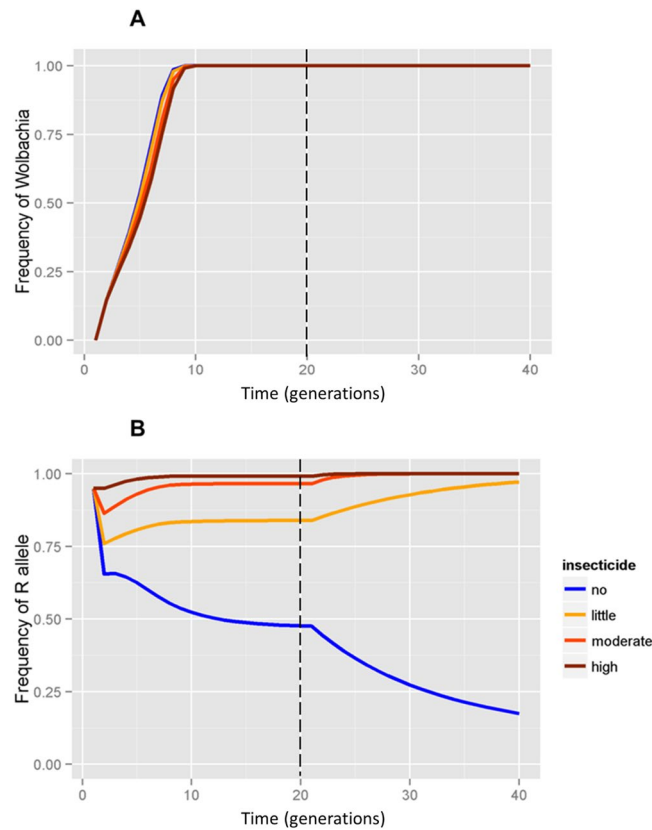 A
Frequency of Wolbachia
1.00
0.75
0.50
0.25
0.00
0 10 20 30 40
Time (generations)
B
Frequency of R allele
1.00
0.75
0.50
0.25
0.00
0 10 20 30 40
Time (generations)
insecticide
no
little
moderate
high